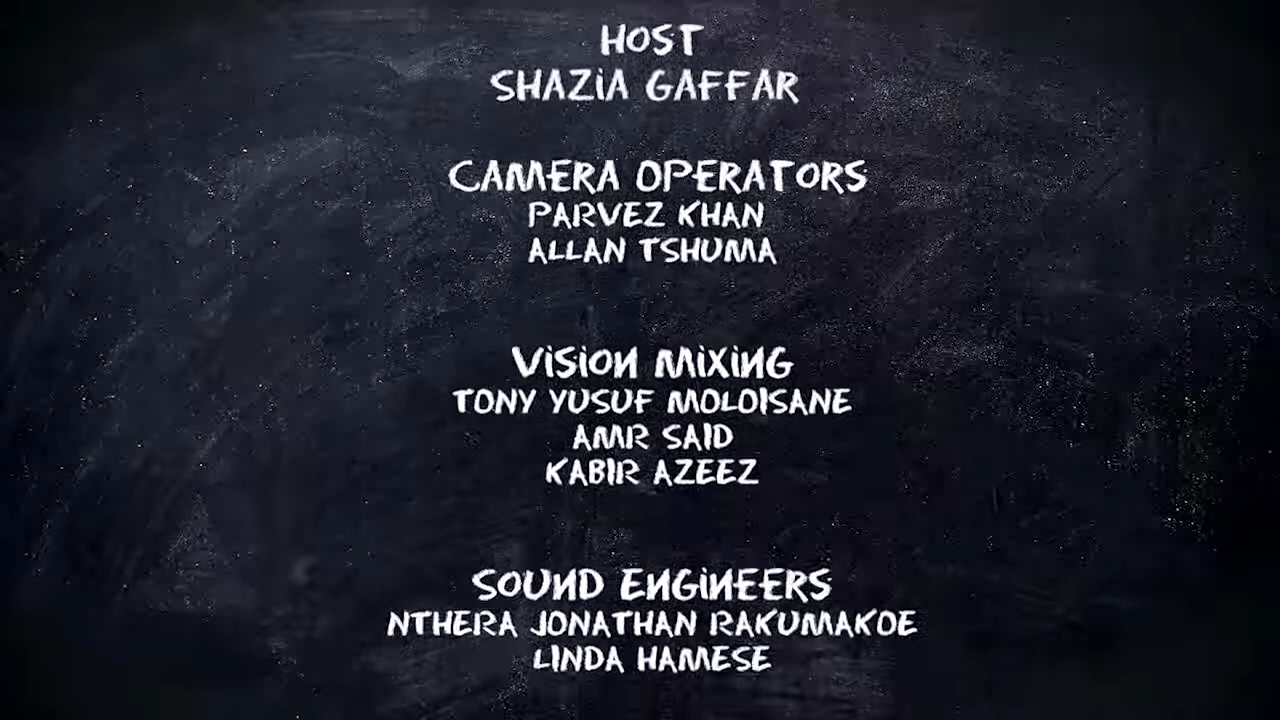 HOST
SHAZIA GAFFAR
CAMERA OPERATORS
PARVEZ KHAN
ALLAN TSHUMA
VISION MIXING
TONY YUSUF MOLOISANE
AMR SAID
KABIR AZEEZ
SOUND ENGINEERS
NTHERA JONATHAN RAKUMAKOE
LINDA HAMESE